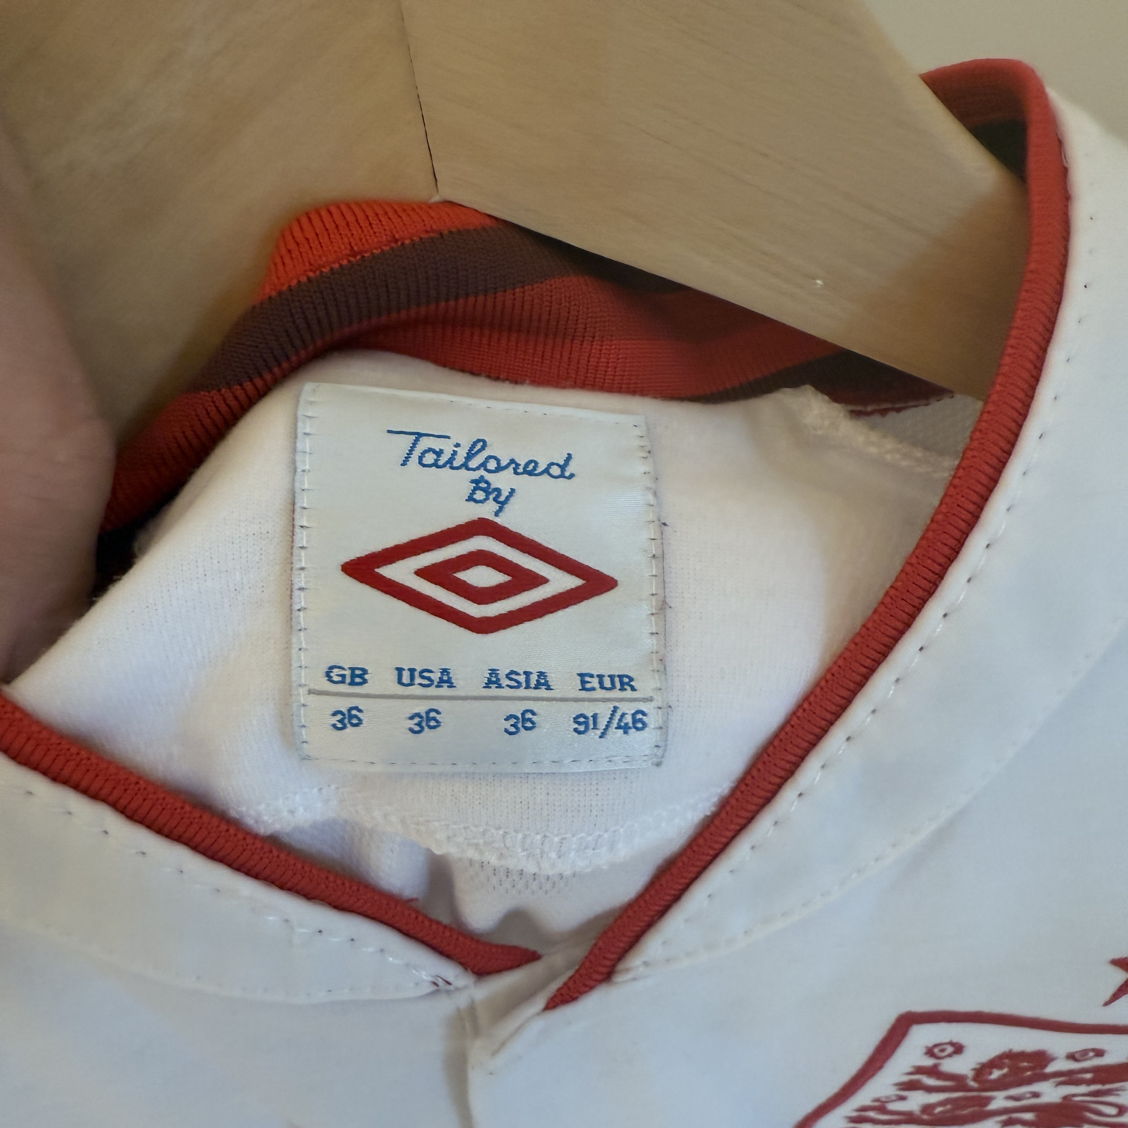 Tailored
By
GB USA ASIA EUR
36 36 36 91/46